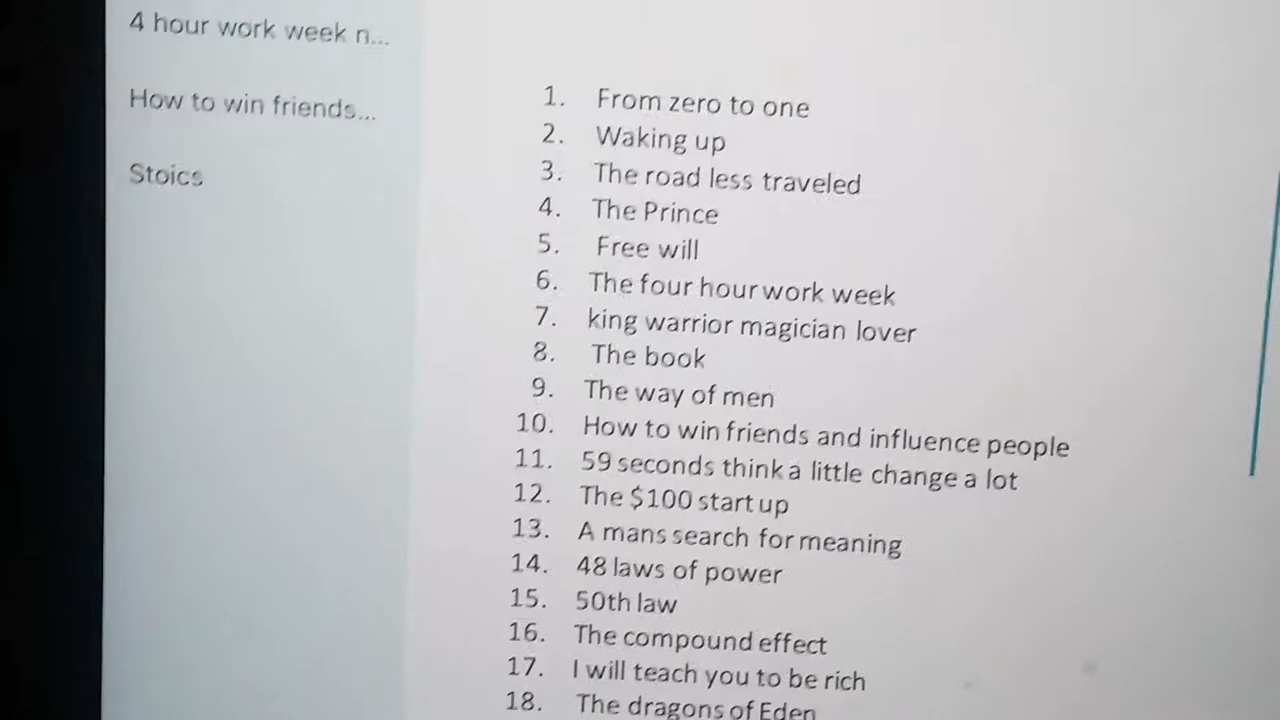 4 hour work week n...
How to win friends...
Stoics
1. From zero to one
2. Waking up
3. The road less traveled
4. The Prince
5. Free will
6. The four hour work week
7. king warrior magician lover
8. The book
9. The way of men
10. How to win friends and influence people
11. 59 seconds think a little change a lot
12. The $100 start up
13. A mans search for meaning
14. 48 laws of power
15. 50th law
16. The compound effect
17. I will teach you to be rich
18. The dragons of Eden